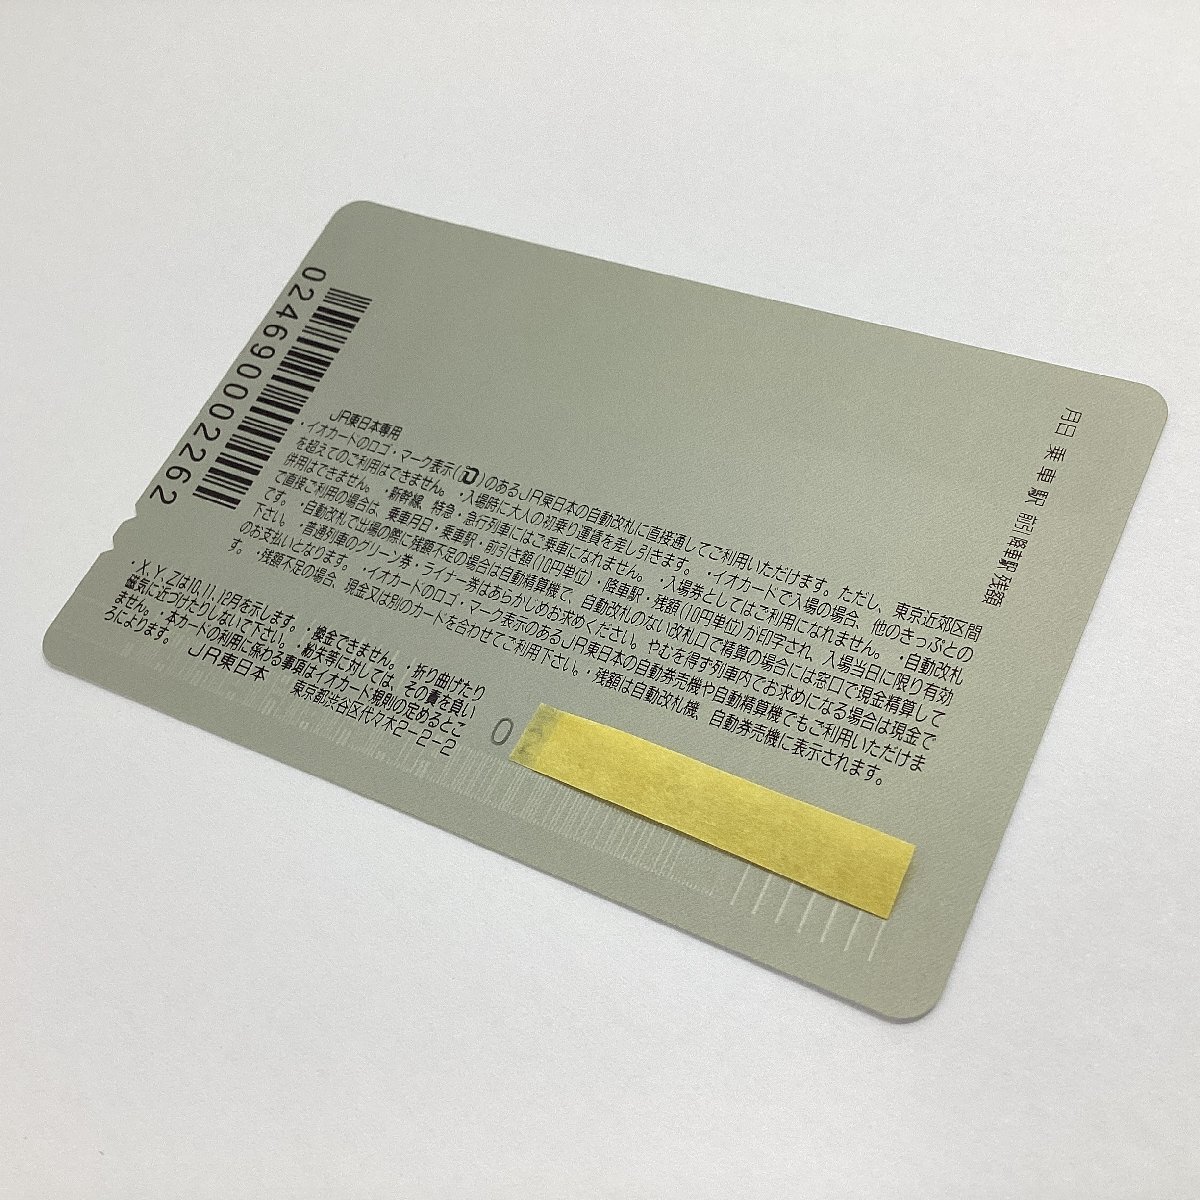 月日 乗車駅 前引 降車駅 残額
0246900002262
JR東日本専用
・イオカードのロゴ・マーク表示()のあるJR東日本の自動改札に直接通してご利用いただけます。ただし、東京近郊区間
を超えてのご利用はできません。・入場時に大人の初乗り運賃を差し引きます。・イオカードで入場の場合、他のきっぷとの
併用はできません。・新幹線、特急・急行列車にはご乗車になれません。・入場券としてはご利用になれません。・自動改札
で直接ご利用の場合は、乗車月日・乗車駅・前引き額(10円単位)・降車駅・残額(10円単位)が印字され、入場当日に限り有効
です。・自動改札で出場の際に残額不足の場合は自動精算機で、自動改札のない改札口で精算の場合には窓口で現金精算して
下さい。・普通列車のグリーン券・ライナー券はあらかじめお求めください。やむを得ず列車内でお求めになる場合は現金で
のお支払いとなります。・イオカードのロゴ・マーク表示のあるJR東日本の自動券売機や自動精算機でもご利用いただけま
す。・残額不足の場合、現金又は別のカードを合わせてご利用下さい。・残額は自動改札機、自動券売機に表示されます。
・X,Y,Zは10,11,12月を示します。・換金できません。・折り曲げたり
磁気に近づけたりしないで下さい。・紛失等に対しては、その責を良い
ません。・本カードの利用に係わる事項はイオカード規則の定めるとこ
ろによります。
JR東日本 東京都渋谷区代々木2-2-2
0